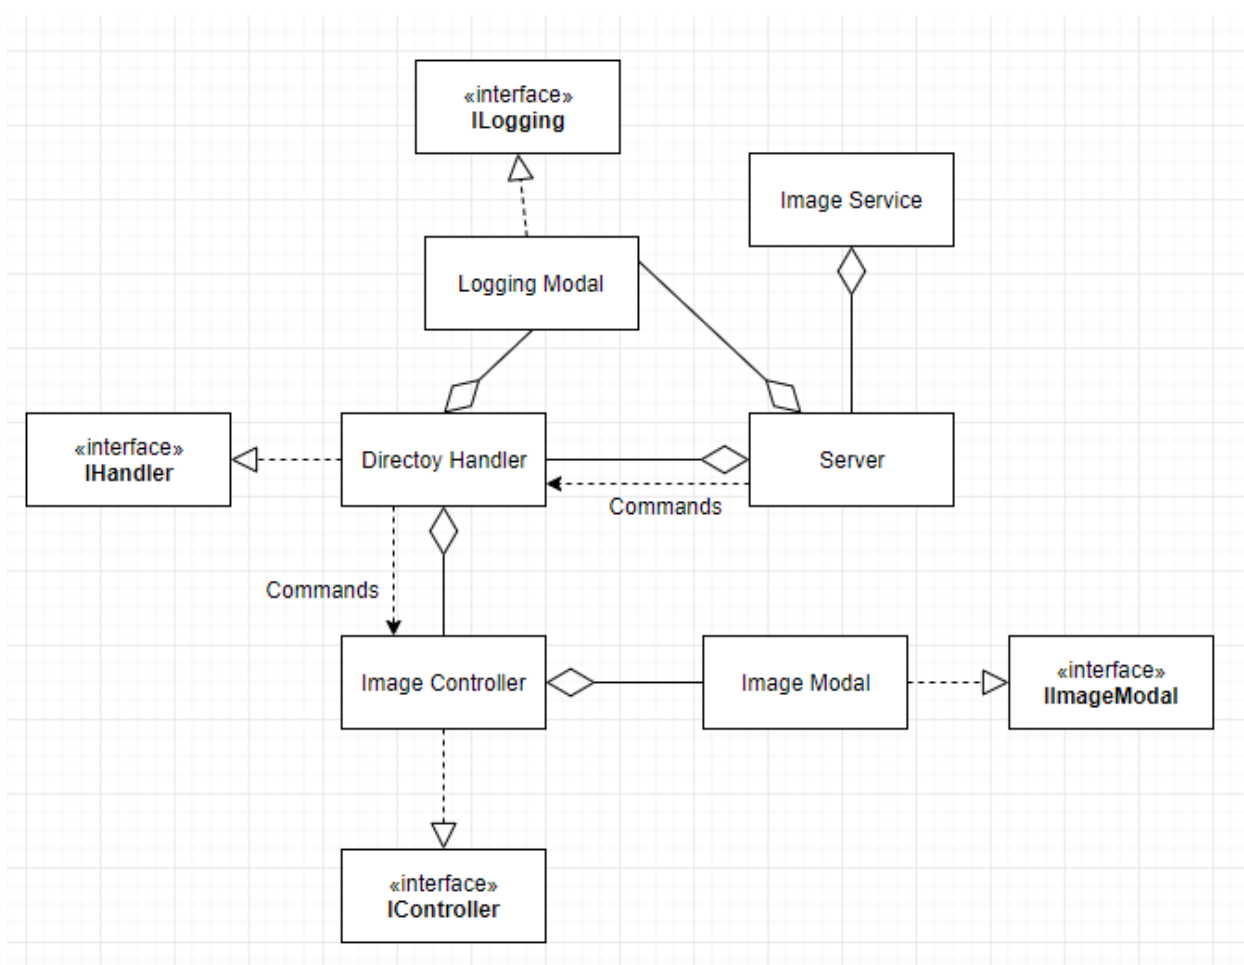 «interface»
ILogging
Image Service
Logging Modal
«interface»
IHandler
Directoy Handler
Server
Commands
Commands
Image Controller
Image Modal
«interface»
IImageModal
«interface»
IController